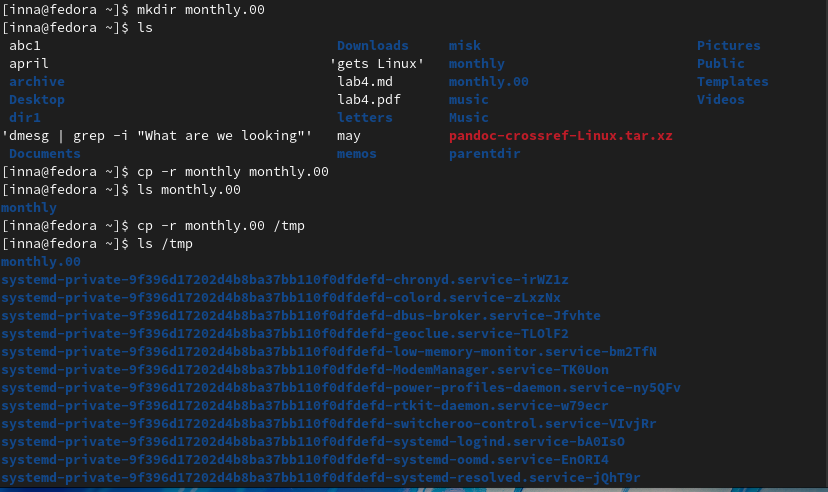 [inna@fedora ~]$ mkdir monthly.00
[inna@fedora ~]$ ls
 abc1                                     Downloads     misk                           Pictures
 april                                   'gets Linux'   monthly                        Public
 archive                                  lab4.md       monthly.00                     Templates
 Desktop                                  lab4.pdf      music                          Videos
 dir1                                     letters       Music
'dmesg | grep -i "What are we looking"'   may           pandoc-crossref-Linux.tar.xz
 Documents                                memos         parentdir
[inna@fedora ~]$ cp -r monthly monthly.00
[inna@fedora ~]$ ls monthly.00
monthly
[inna@fedora ~]$ cp -r monthly.00 /tmp
[inna@fedora ~]$ ls /tmp
monthly.00
systemd-private-9f396d17202d4b8ba37bb110f0dfdefd-chronyd.service-irWZ1z
systemd-private-9f396d17202d4b8ba37bb110f0dfdefd-colord.service-zLxzNx
systemd-private-9f396d17202d4b8ba37bb110f0dfdefd-dbus-broker.service-Jfvhte
systemd-private-9f396d17202d4b8ba37bb110f0dfdefd-geoclue.service-TLOlF2
systemd-private-9f396d17202d4b8ba37bb110f0dfdefd-low-memory-monitor.service-bm2TfN
systemd-private-9f396d17202d4b8ba37bb110f0dfdefd-ModemManager.service-TK0Uon
systemd-private-9f396d17202d4b8ba37bb110f0dfdefd-power-profiles-daemon.service-ny5QFv
systemd-private-9f396d17202d4b8ba37bb110f0dfdefd-rtkit-daemon.service-w79ecr
systemd-private-9f396d17202d4b8ba37bb110f0dfdefd-switcheroo-control.service-VIvjRr
systemd-private-9f396d17202d4b8ba37bb110f0dfdefd-systemd-logind.service-bA0IsO
systemd-private-9f396d17202d4b8ba37bb110f0dfdefd-systemd-oomd.service-EnORI4
systemd-private-9f396d17202d4b8ba37bb110f0dfdefd-systemd-resolved.service-jQhT9r